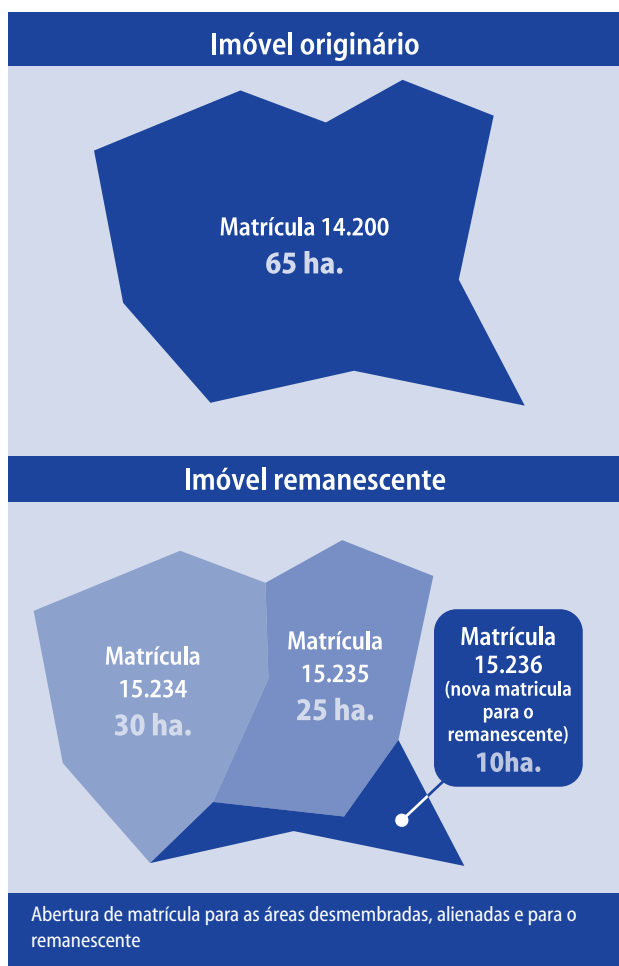 Imóvel originário
Matrícula 14.200
65 ha.
Imóvel remanescente
Matrícula
15.234
30 ha.
Matrícula
15.235
25 ha.
Matrícula
15.236
(nova matricula
para o
remanescente)
10ha.
Abertura de matrícula para as áreas desmembradas, alienadas e para o
remanescente